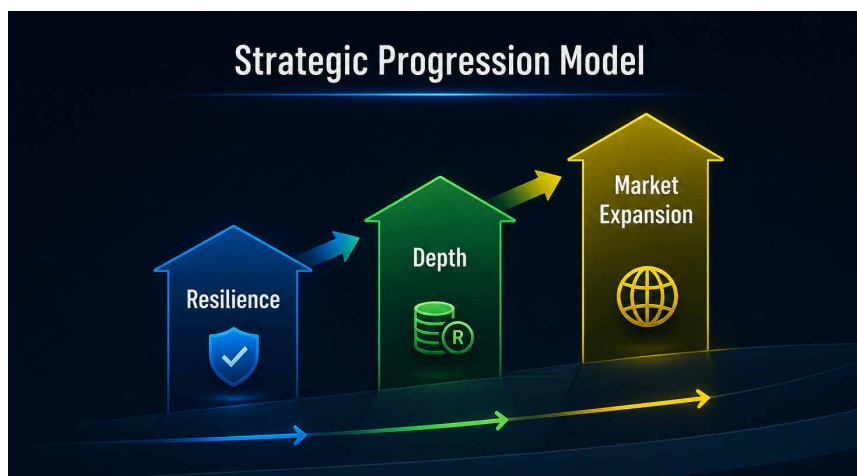 Strategic Progression Model
Resilience
Depth
R
Market
Expansion